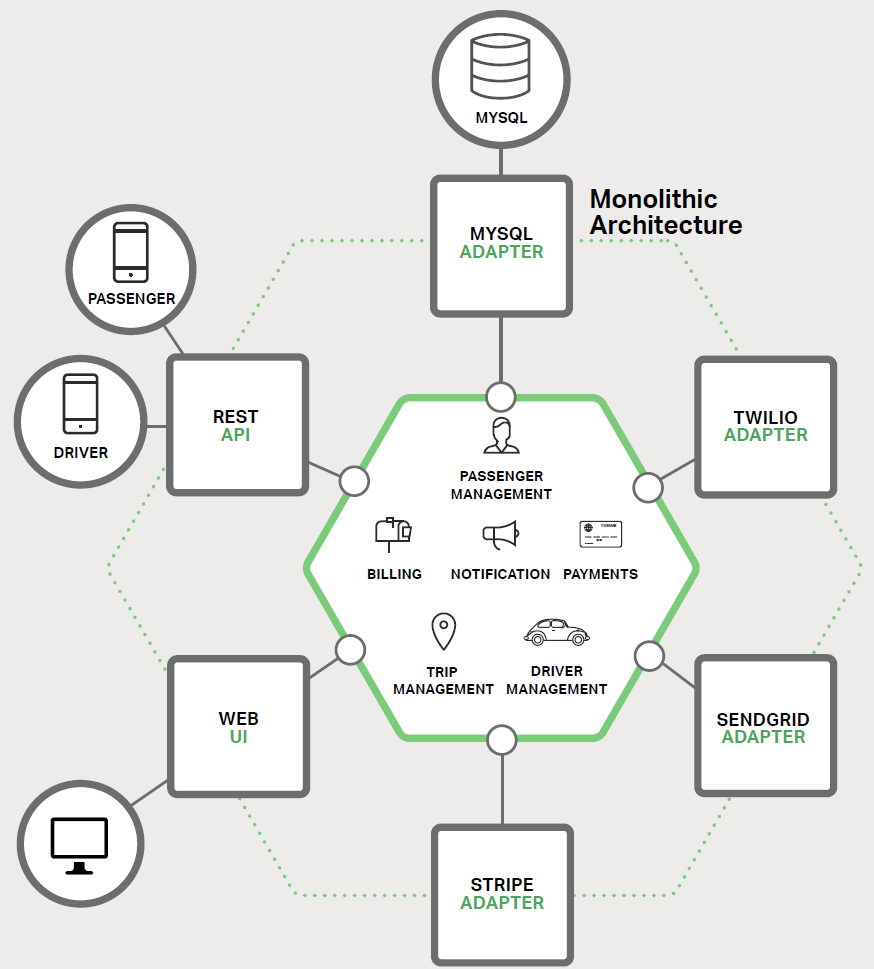 MYSQL
Monolithic
Architecture
MYSQL
ADAPTER
PASSENGER
DRIVER
REST
API
TWILIO
ADAPTER
PASSENGER
MANAGEMENT
BILLING
NOTIFICATION
PAYMENTS
TRIP
MANAGEMENT
DRIVER
MANAGEMENT
WEB
UI
SENDGRID
ADAPTER
STRIPE
ADAPTER